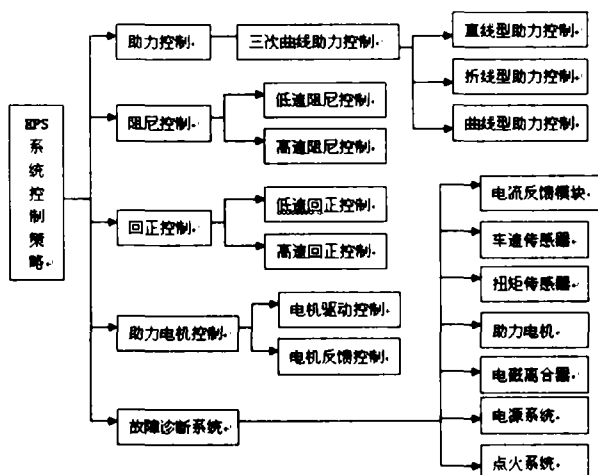 EPS
系
统
控
制
策
略
助力控制
三次曲线助力控制
直线型助力控制
折线型助力控制
曲线型助力控制
阻尼控制
低速阻尼控制
高速阻尼控制
回正控制
低速回正控制
高速回正控制
助力电机控制
电机驱动控制
电机反馈控制
故障诊断系统
电流反馈模块
车速传感器
扭矩传感器
助力电机
电磁离合器
电源系统
点火系统